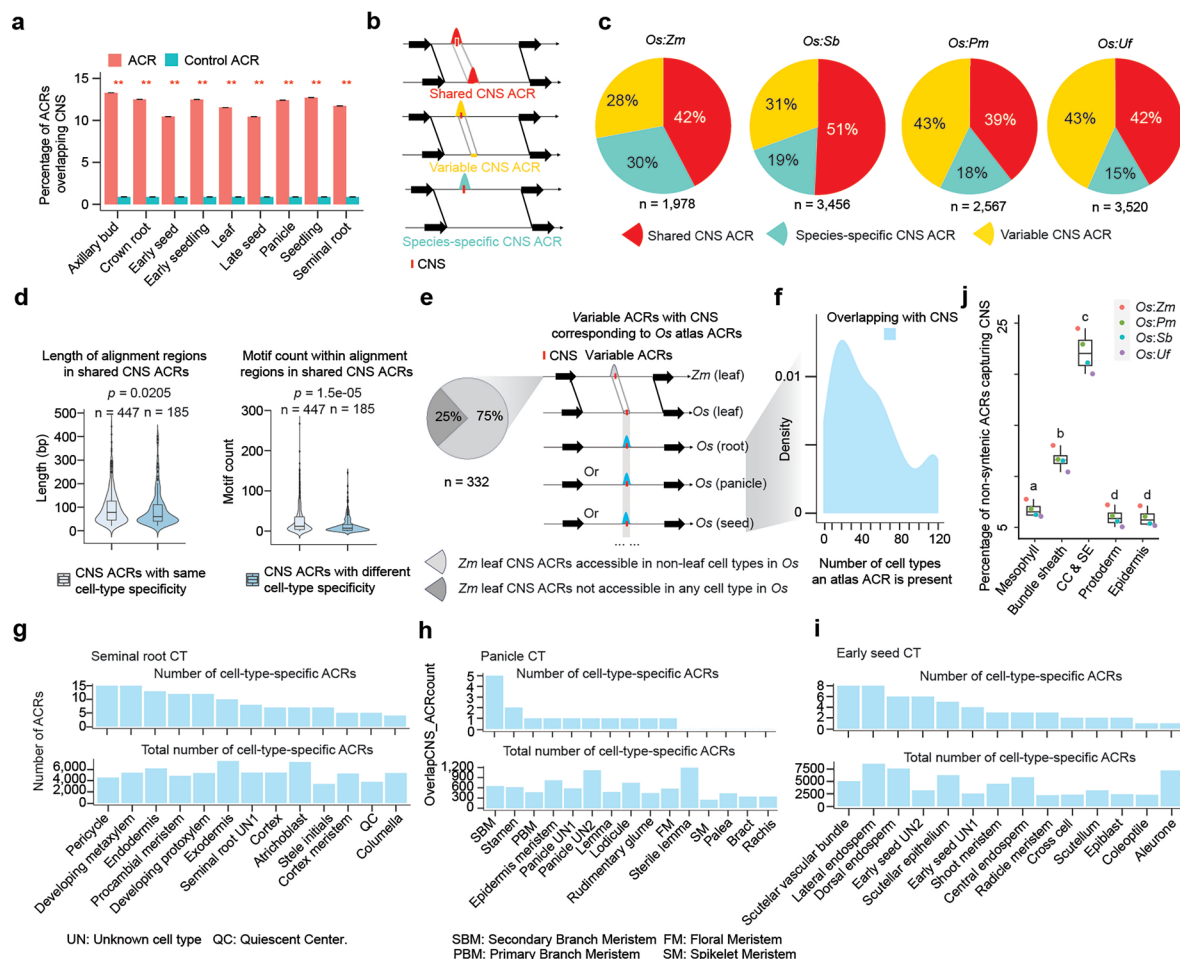 a
ACR
Control ACR
** ** ** ** ** ** ** ** **
Percentage of ACRs
overlapping CNS
15
10
5
0
Axillary bud
Crown root
Early seed
Early seedling
Leaf
Late seed
Panicle
Seedling
Seminal root
b
Shared CNS ACR
Variable CNS ACR
Species-specific CNS ACR
CNS
c
Os:Zm
Os:Sb
Os:Pm
Os:Uf
28%
42%
30%
31%
51%
19%
43%
39%
18%
43%
42%
15%
n = 1,978
n = 3,456
n = 2,567
n = 3,520
Shared CNS ACR
Species-specific CNS ACR
Variable CNS ACR
d
Length of alignment regions
in shared CNS ACRs
p = 0.0205
n = 447 n = 185
Length (bp)
500
400
300
200
100
0
Motif count within alignment
regions in shared CNS ACRs
p = 1.5e-05
n = 447 n = 185
Motif count
300
200
100
0
CNS ACRs with same
cell-type specificity
CNS ACRs with different
cell-type specificity
e
Variable ACRs with CNS
corresponding to Os atlas ACRs
CNS
Variable ACRs
Zm (leaf)
Os (leaf)
Os (root)
Or
Os (panicle)
Or
Os (seed)
... ...
25%
75%
n = 332
Zm leaf CNS ACRs accessible in non-leaf cell types in Os
Zm leaf CNS ACRs not accessible in any cell type in Os
f
Overlapping with CNS
Density
0.01
0
0 20 40 60 80 100 120
Number of cell types
an atlas ACR is present
j
Percentage of non-syntenic ACRs capturing CNS
25
15
5
a
b
c
d
d
Os:Zm
Os:Pm
Os:Sb
Os:Uf
Mesophyll
Bundle sheath
CC & SE
Protoderm
Epidermis
g
Seminal root CT
Number of cell-type-specific ACRs
15
10
5
0
Number of ACRs
Total number of cell-type-specific ACRs
6,000
4,000
2,000
0
Pericycle
Developing metaxylem
Endodermis
Procambial meristem
Developing protoxylem
Exodermis
Seminal root UN1
Cortex
Atrichoblast
Stele initials
Cortex meristem
QC
Columella
UN: Unknown cell type QC: Quiescent Center.
h
Panicle CT
Number of cell-type-specific ACRs
5
4
3
2
1
0
OverlapCNS_ACRcount
Total number of cell-type-specific ACRs
1,200
900
600
300
0
SBM
Stamen
PBM
Epidermis meristem
Panicle UN1
Panicle UN2
Lemma
Lodicule
Rudimentary glume
FM
Sterile lemma
SM
Palea
Bract
Rachis
SBM: Secondary Branch Meristem FM: Floral Meristem
PBM: Primary Branch Meristem SM: Spikelet Meristem
i
Early seed CT
Number of cell-type-specific ACRs
8
6
4
2
0
Total number of cell-type-specific ACRs
7500
5000
2500
0
Scutellar vascular bundle
Lateral endosperm
Dorsal endosperm
Early seed UN2
Scutellar epithelium
Early seed UN1
Shoot meristem
Central endosperm
Radicle meristem
Cross cell
Scutellum
Epiblast
Coleoptile
Aleurone